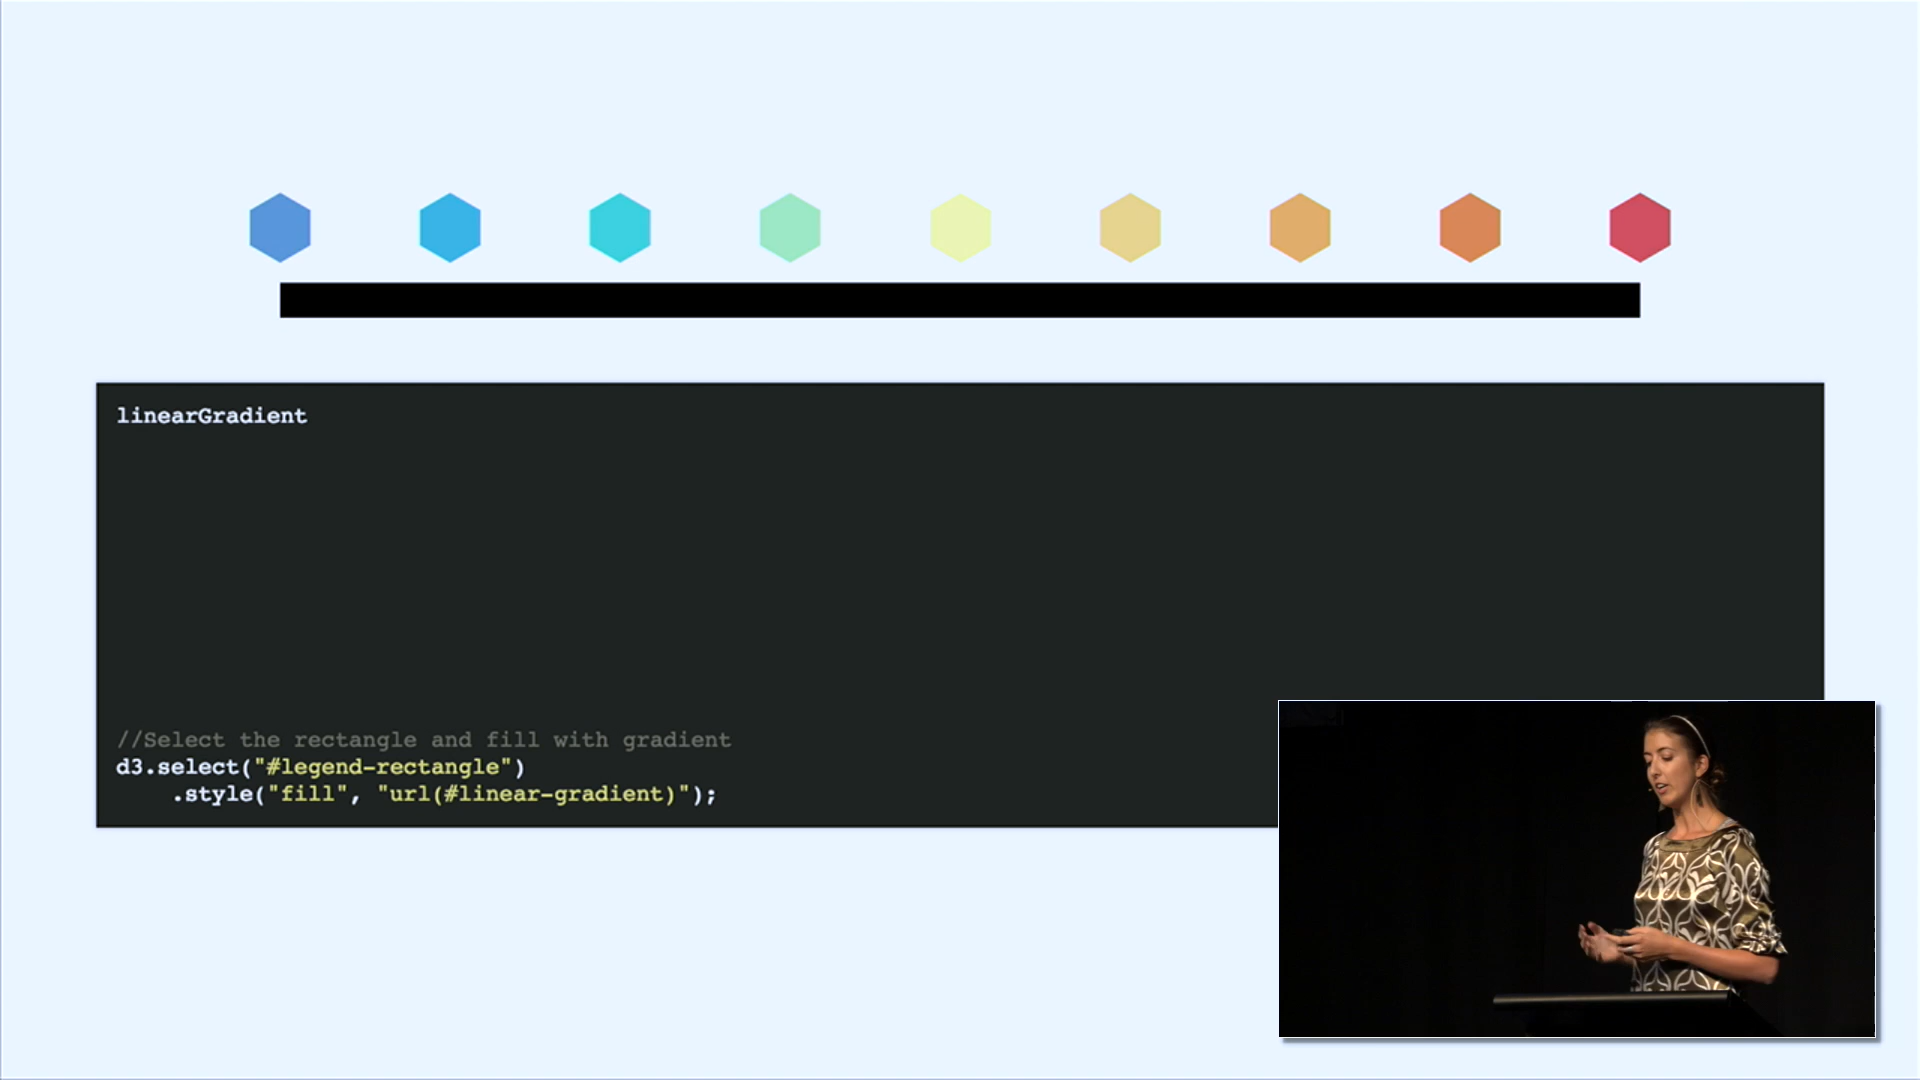 linearGradient
//Select the rectangle and fill with gradient
d3.select("#legend-rectangle")
.style("fill", "url(#linear-gradient)");